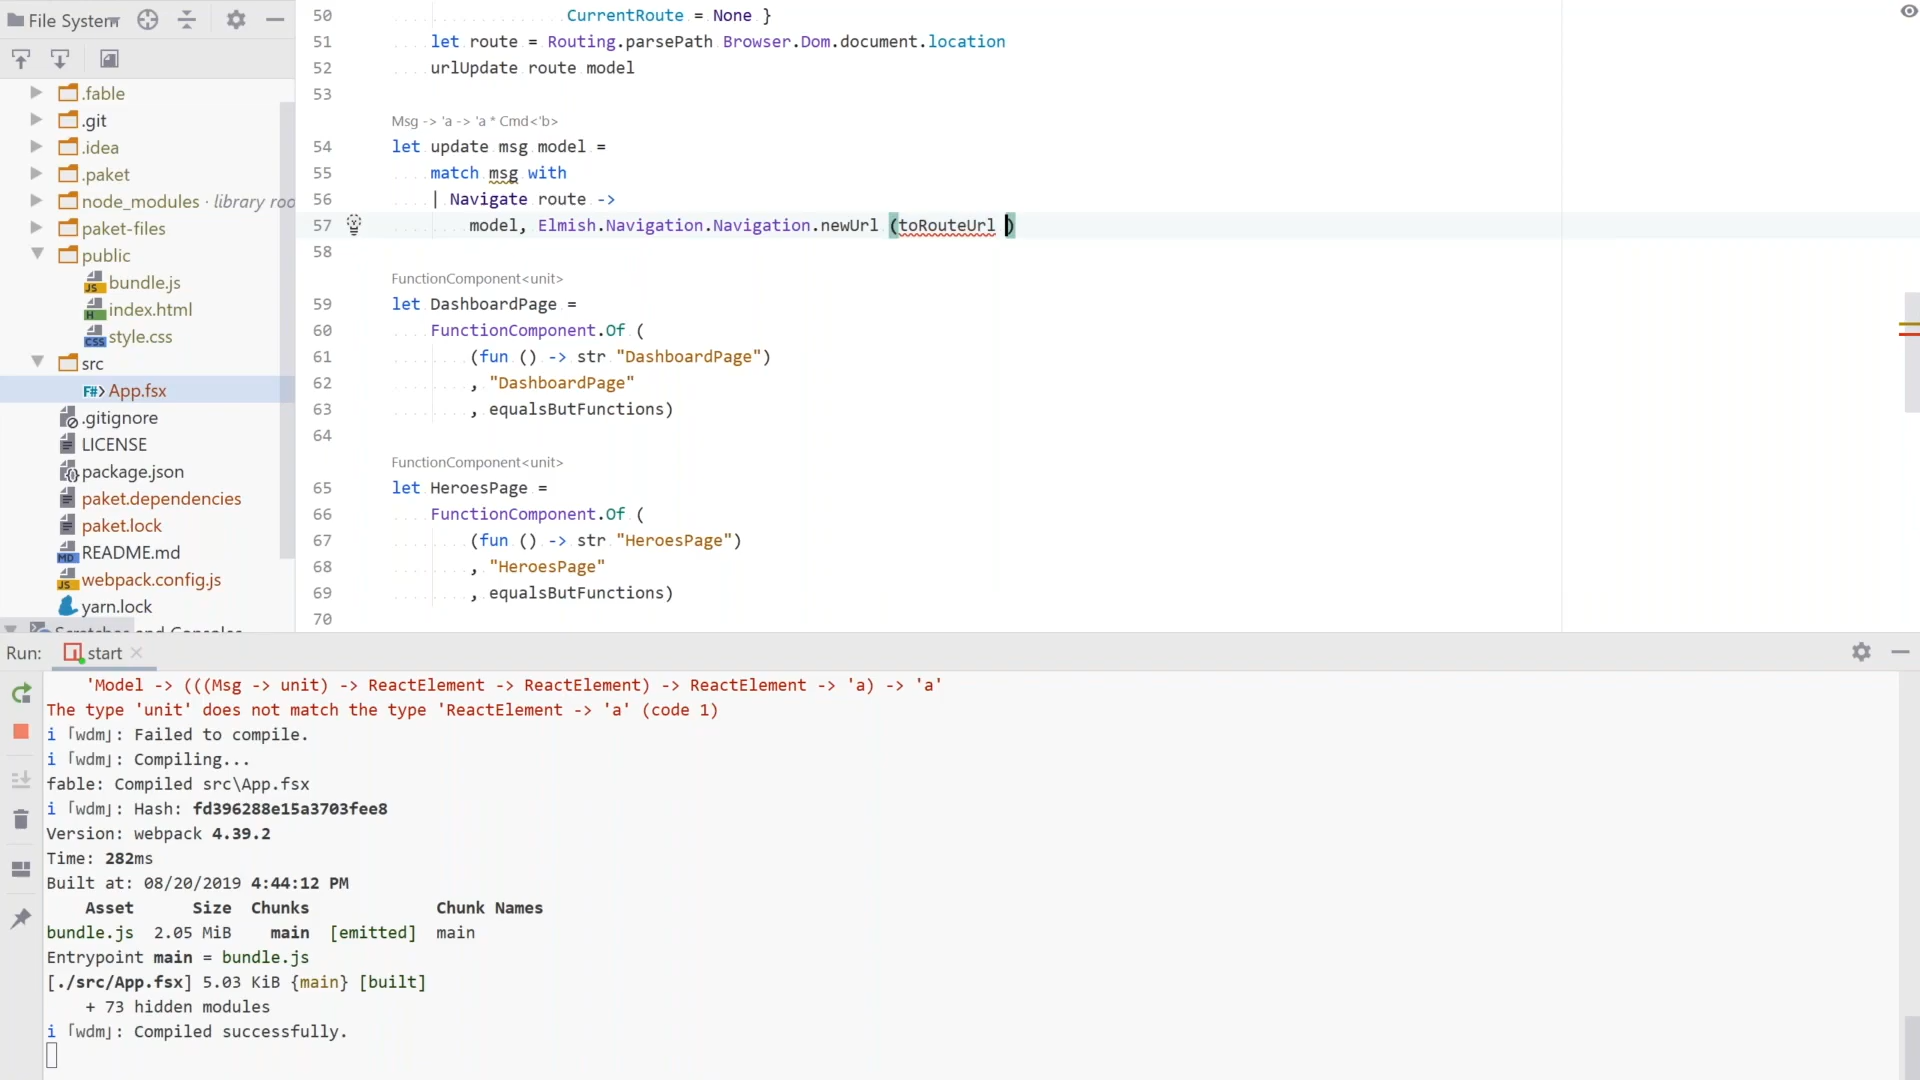 File System
.fable
.git
.idea
.paket
node_modules · library roo
paket-files
public
bundle.js
index.html
style.css
src
App.fsx
.gitignore
LICENSE
package.json
paket.dependencies
paket.lock
README.md
webpack.config.js
yarn.lock
Scratches and Consoles
50 CurrentRoute = None }
51 let route = Routing.parsePath Browser.Dom.document.location
52 urlUpdate route model
53
Msg -> 'a -> 'a * Cmd<'b>
54 let update msg model =
55 match msg with
56 | Navigate route ->
57 model, Elmish.Navigation.Navigation.newUrl (toRouteUrl )
58
FunctionComponent<unit>
59 let DashboardPage =
60 FunctionComponent.Of (
61 (fun () -> str "DashboardPage")
62 , "DashboardPage"
63 , equalsButFunctions)
64
FunctionComponent<unit>
65 let HeroesPage =
66 FunctionComponent.Of (
67 (fun () -> str "HeroesPage")
68 , "HeroesPage"
69 , equalsButFunctions)
70
Run: start
'Model -> (((Msg -> unit) -> ReactElement -> ReactElement) -> ReactElement -> 'a) -> 'a'
The type 'unit' does not match the type 'ReactElement -> 'a' (code 1)
i ｢wdm｣: Failed to compile.
i ｢wdm｣: Compiling...
fable: Compiled src\App.fsx
i ｢wdm｣: Hash: fd396288e15a3703fee8
Version: webpack 4.39.2
Time: 282ms
Built at: 08/20/2019 4:44:12 PM
Asset Size Chunks Chunk Names
bundle.js 2.05 MiB main [emitted] main
Entrypoint main = bundle.js
[./src/App.fsx] 5.03 KiB {main} [built]
+ 73 hidden modules
i ｢wdm｣: Compiled successfully.